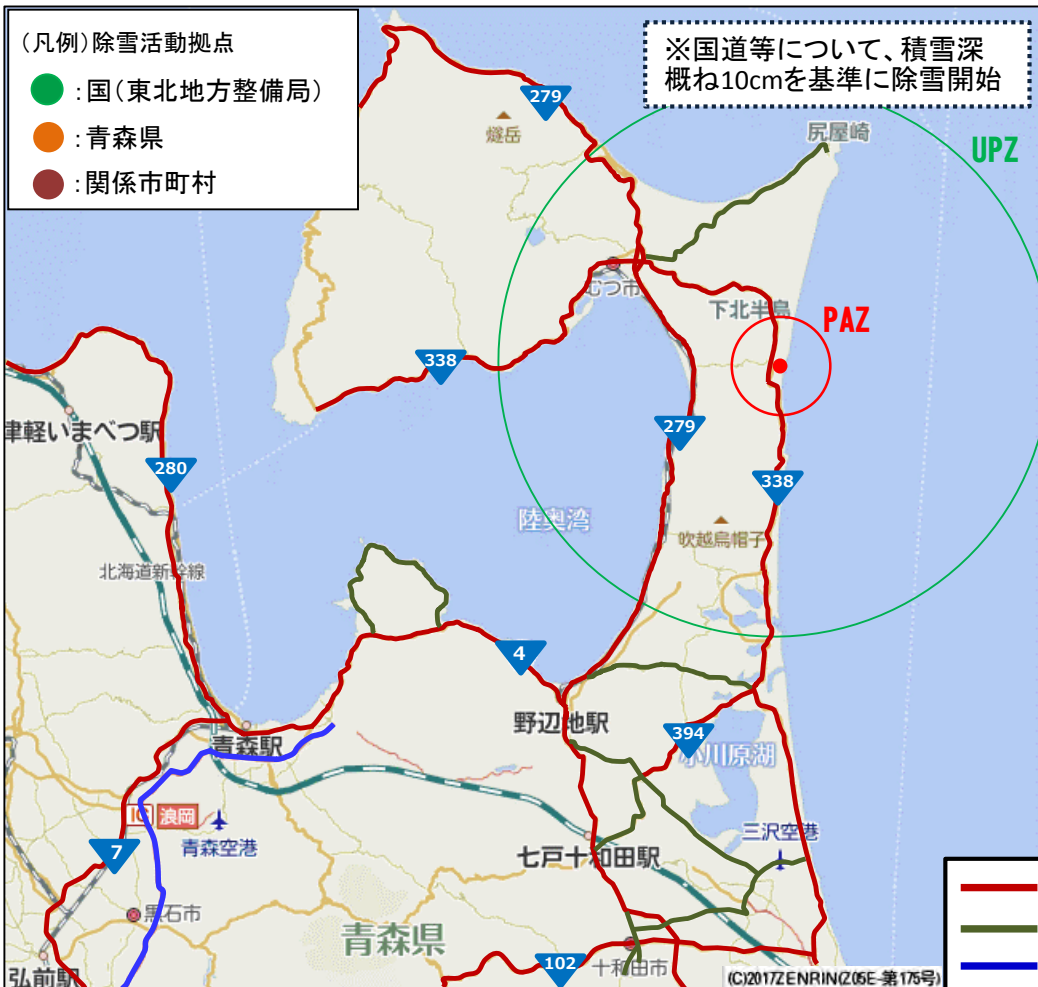 (凡例)除雪活動拠点
:国(東北地方整備局)
:青森県
:関係市町村
※国道等について、積雪深
概ね10cmを基準に除雪開始
279
燧岳
尻屋崎
UPZ
むつ市
下北半島
PAZ
338
279
津軽いまべつ駅
280
338
陸奥湾
吹越烏帽子
北海道新幹線
4
野辺地駅
394
青森駅
小川原湖
IC 浪岡
青森空港
三沢空港
7
七戸十和田駅
黒石市
青森県
102
十和田市
弘前駅
(C)2017ZENRIN(Z05E-第175号)